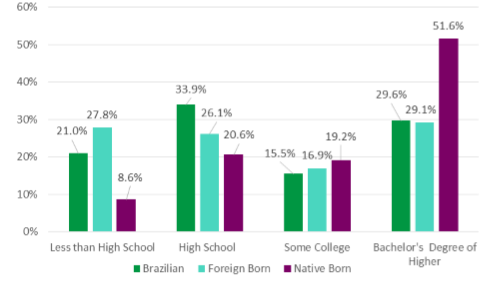 60%
50%
40%
30%
20%
10%
0%
21.0%
27.8%
8.6%
33.9%
26.1%
20.6%
15.5%
16.9%
19.2%
29.6%
29.1%
51.6%
Less than High School
High School
Some College
Bachelor's Degree of
Higher
Brazilian
Foreign Born
Native Born